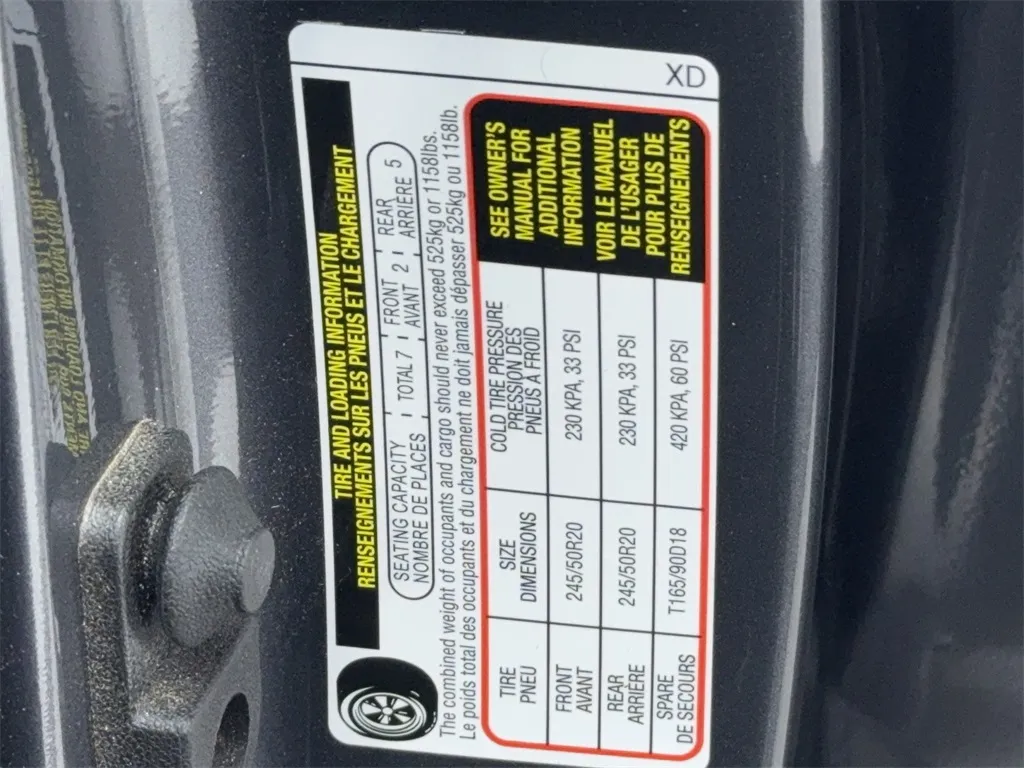 XD
TIRE AND LOADING INFORMATION
RENSEIGNEMENTS SUR LES PNEUS ET LE CHARGEMENT
SEATING CAPACITY TOTAL 7 FRONT 2 REAR 5
NOMBRE DE PLACES AVANT ARRIÈRE
The combined weight of occupants and cargo should never exceed 525kg or 1158lbs.
Le poids total des occupants et du chargement ne doit jamais dépasser 525kg ou 1158lb.
TIRE SIZE COLD TIRE PRESSURE
PNEU DIMENSIONS PRESSION DES
PNEUS A FROID
FRONT 245/50R20 230 KPA, 33 PSI
AVANT
REAR 245/50R20 230 KPA, 33 PSI
ARRIÈRE
SPARE T165/90D18 420 KPA, 60 PSI
DE SECOURS
SEE OWNER'S
MANUAL FOR
ADDITIONAL
INFORMATION
VOIR LE MANUEL
DE L'USAGER
POUR PLUS DE
RENSEIGNEMENTS